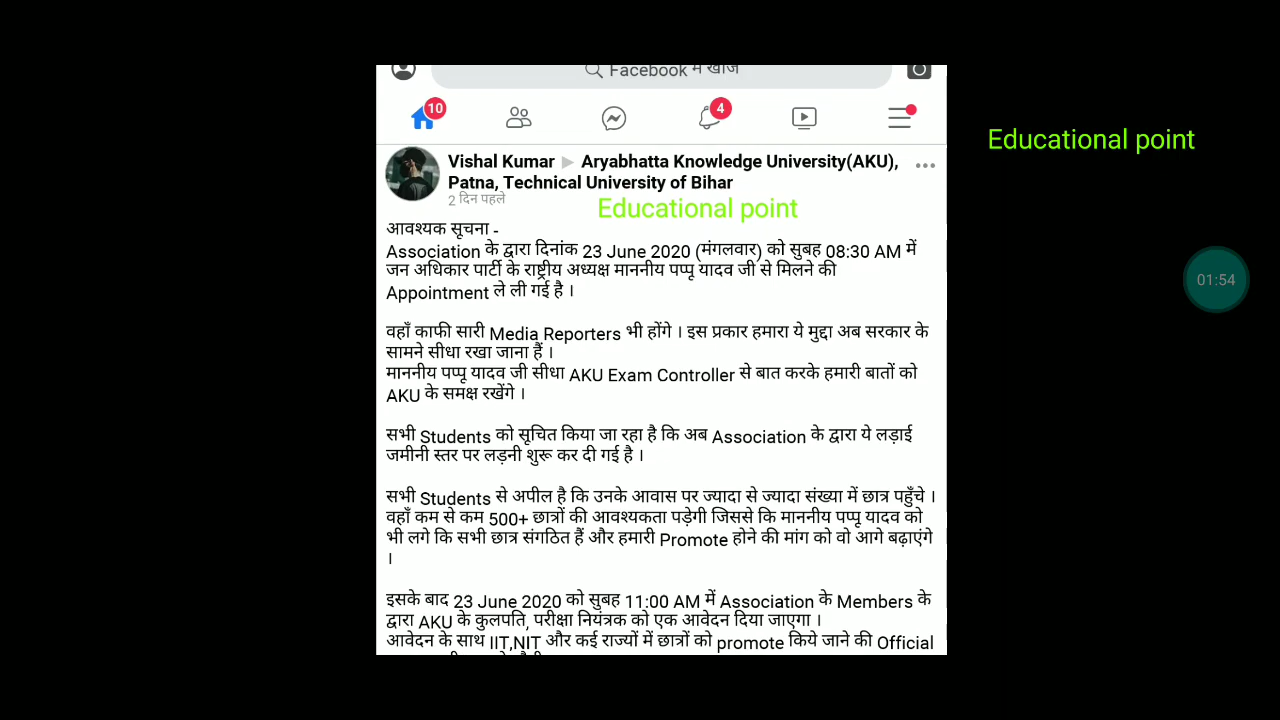 Facebook में खोजें
10
4
Vishal Kumar ▶ Aryabhatta Knowledge University(AKU),
Patna, Technical University of Bihar
2 दिन पहले
Educational point
Educational point
01:54
आवश्यक सूचना -
Association के द्वारा दिनांक 23 June 2020 (मंगलवार) को सुबह 08:30 AM में
जन अधिकार पार्टी के राष्ट्रीय अध्यक्ष माननीय पप्पू यादव जी से मिलने की
Appointment ले ली गई है ।
वहाँ काफी सारी Media Reporters भी होंगे । इस प्रकार हमारा ये मुद्दा अब सरकार के
सामने सीधा रखा जाना हैं ।
माननीय पप्पू यादव जी सीधा AKU Exam Controller से बात करके हमारी बातों को
AKU के समक्ष रखेंगे ।
सभी Students को सूचित किया जा रहा है कि अब Association के द्वारा ये लड़ाई
जमीनी स्तर पर लड़नी शुरू कर दी गई है ।
सभी Students से अपील है कि उनके आवास पर ज्यादा से ज्यादा संख्या में छात्र पहुँचे ।
वहाँ कम से कम 500+ छात्रों की आवश्यकता पड़ेगी जिससे कि माननीय पप्पू यादव को
भी लगे कि सभी छात्र संगठित हैं और हमारी Promote होने की मांग को वो आगे बढ़ाएंगे
।
इसके बाद 23 June 2020 को सुबह 11:00 AM में Association के Members के
द्वारा AKU के कुलपति, परीक्षा नियंत्रक को एक आवेदन दिया जाएगा ।
आवेदन के साथ IIT,NIT और कई राज्यों में छात्रों को promote किये जाने की Official